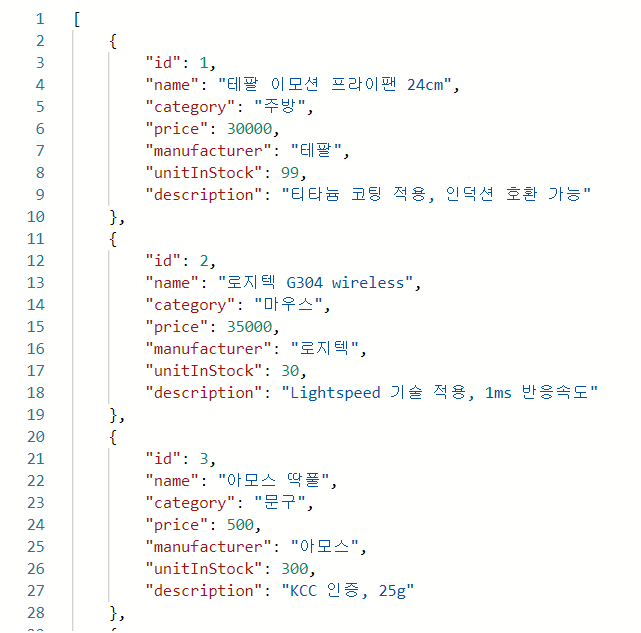 1 [
2 {
3 "id": 1,
4 "name": "테팔 이모션 프라이팬 24cm",
5 "category": "주방",
6 "price": 30000,
7 "manufacturer": "테팔",
8 "unitInStock": 99,
9 "description": "티타늄 코팅 적용, 인덕션 호환 가능"
10 },
11 {
12 "id": 2,
13 "name": "로지텍 G304 wireless",
14 "category": "마우스",
15 "price": 35000,
16 "manufacturer": "로지텍",
17 "unitInStock": 30,
18 "description": "Lightspeed 기술 적용, 1ms 반응속도"
19 },
20 {
21 "id": 3,
22 "name": "아모스 딱풀",
23 "category": "문구",
24 "price": 500,
25 "manufacturer": "아모스",
26 "unitInStock": 300,
27 "description": "KCC 인증, 25g"
28 },